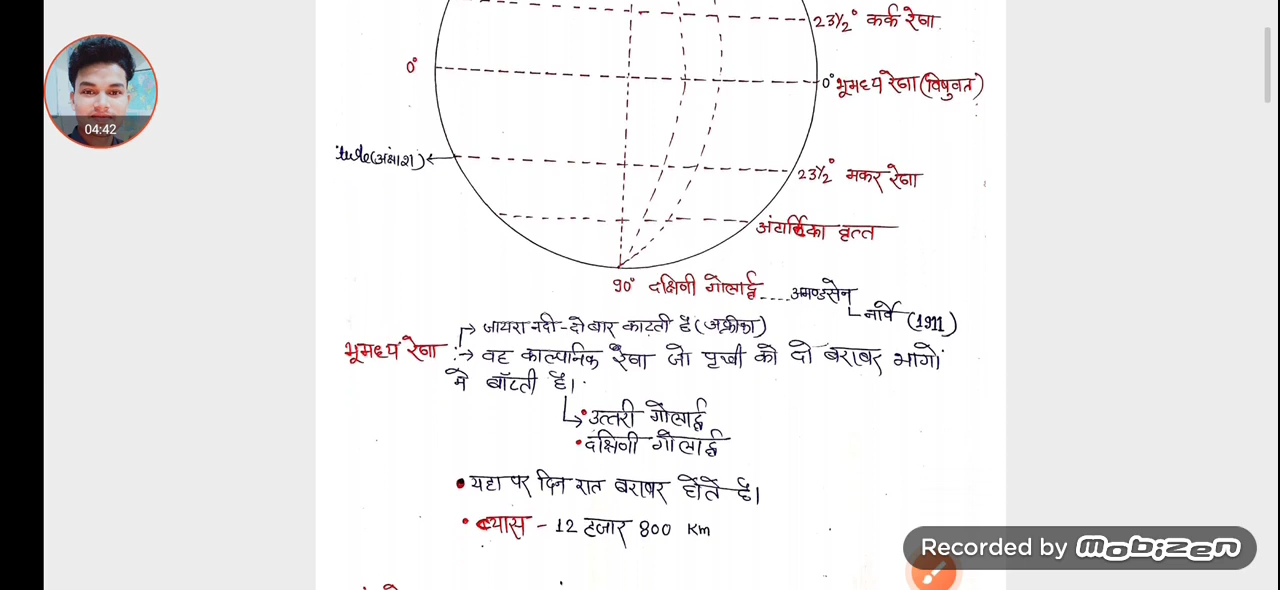 23½° कर्क रेखा
0°
0° भूमध्य रेखा (विषुवत)
04:42
tude(अंक्षाश)
23½° मकर रेखा
अंटार्कटिका वृत्त
90° दक्षिणी गोलार्द्ध ..... अमण्डसेन
नार्वे (1911)
जायरा नदी - दो बार काटती है (अफ्रीका)
भूमध्य रेखा :→ वह काल्पनिक रेखा जो पृथ्वी को दो बराबर भागों
मे बाँटती है।
• उत्तरी गोलार्द्ध
• दक्षिणी गोलार्द्ध
• यहा पर दिन रात बराबर होतें है।
• व्यास - 12 हजार 800 Km
Recorded by MOBIZEN